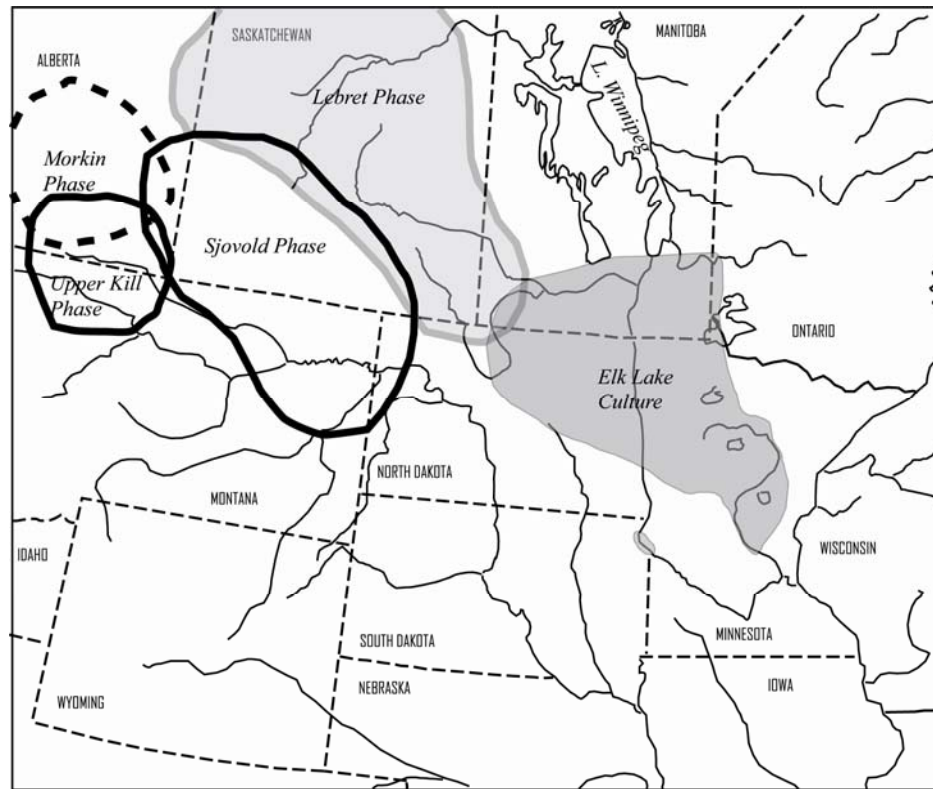 SASKATCHEWAN
MANITOBA
ALBERTA
L. Winnipeg
Lebret Phase
Morkin
Phase
Sjovold Phase
Upper Kill
Phase
ONTARIO
Elk Lake
Culture
NORTH DAKOTA
MONTANA
IDAHO
WISCONSIN
SOUTH DAKOTA
MINNESOTA
NEBRASKA
IOWA
WYOMING